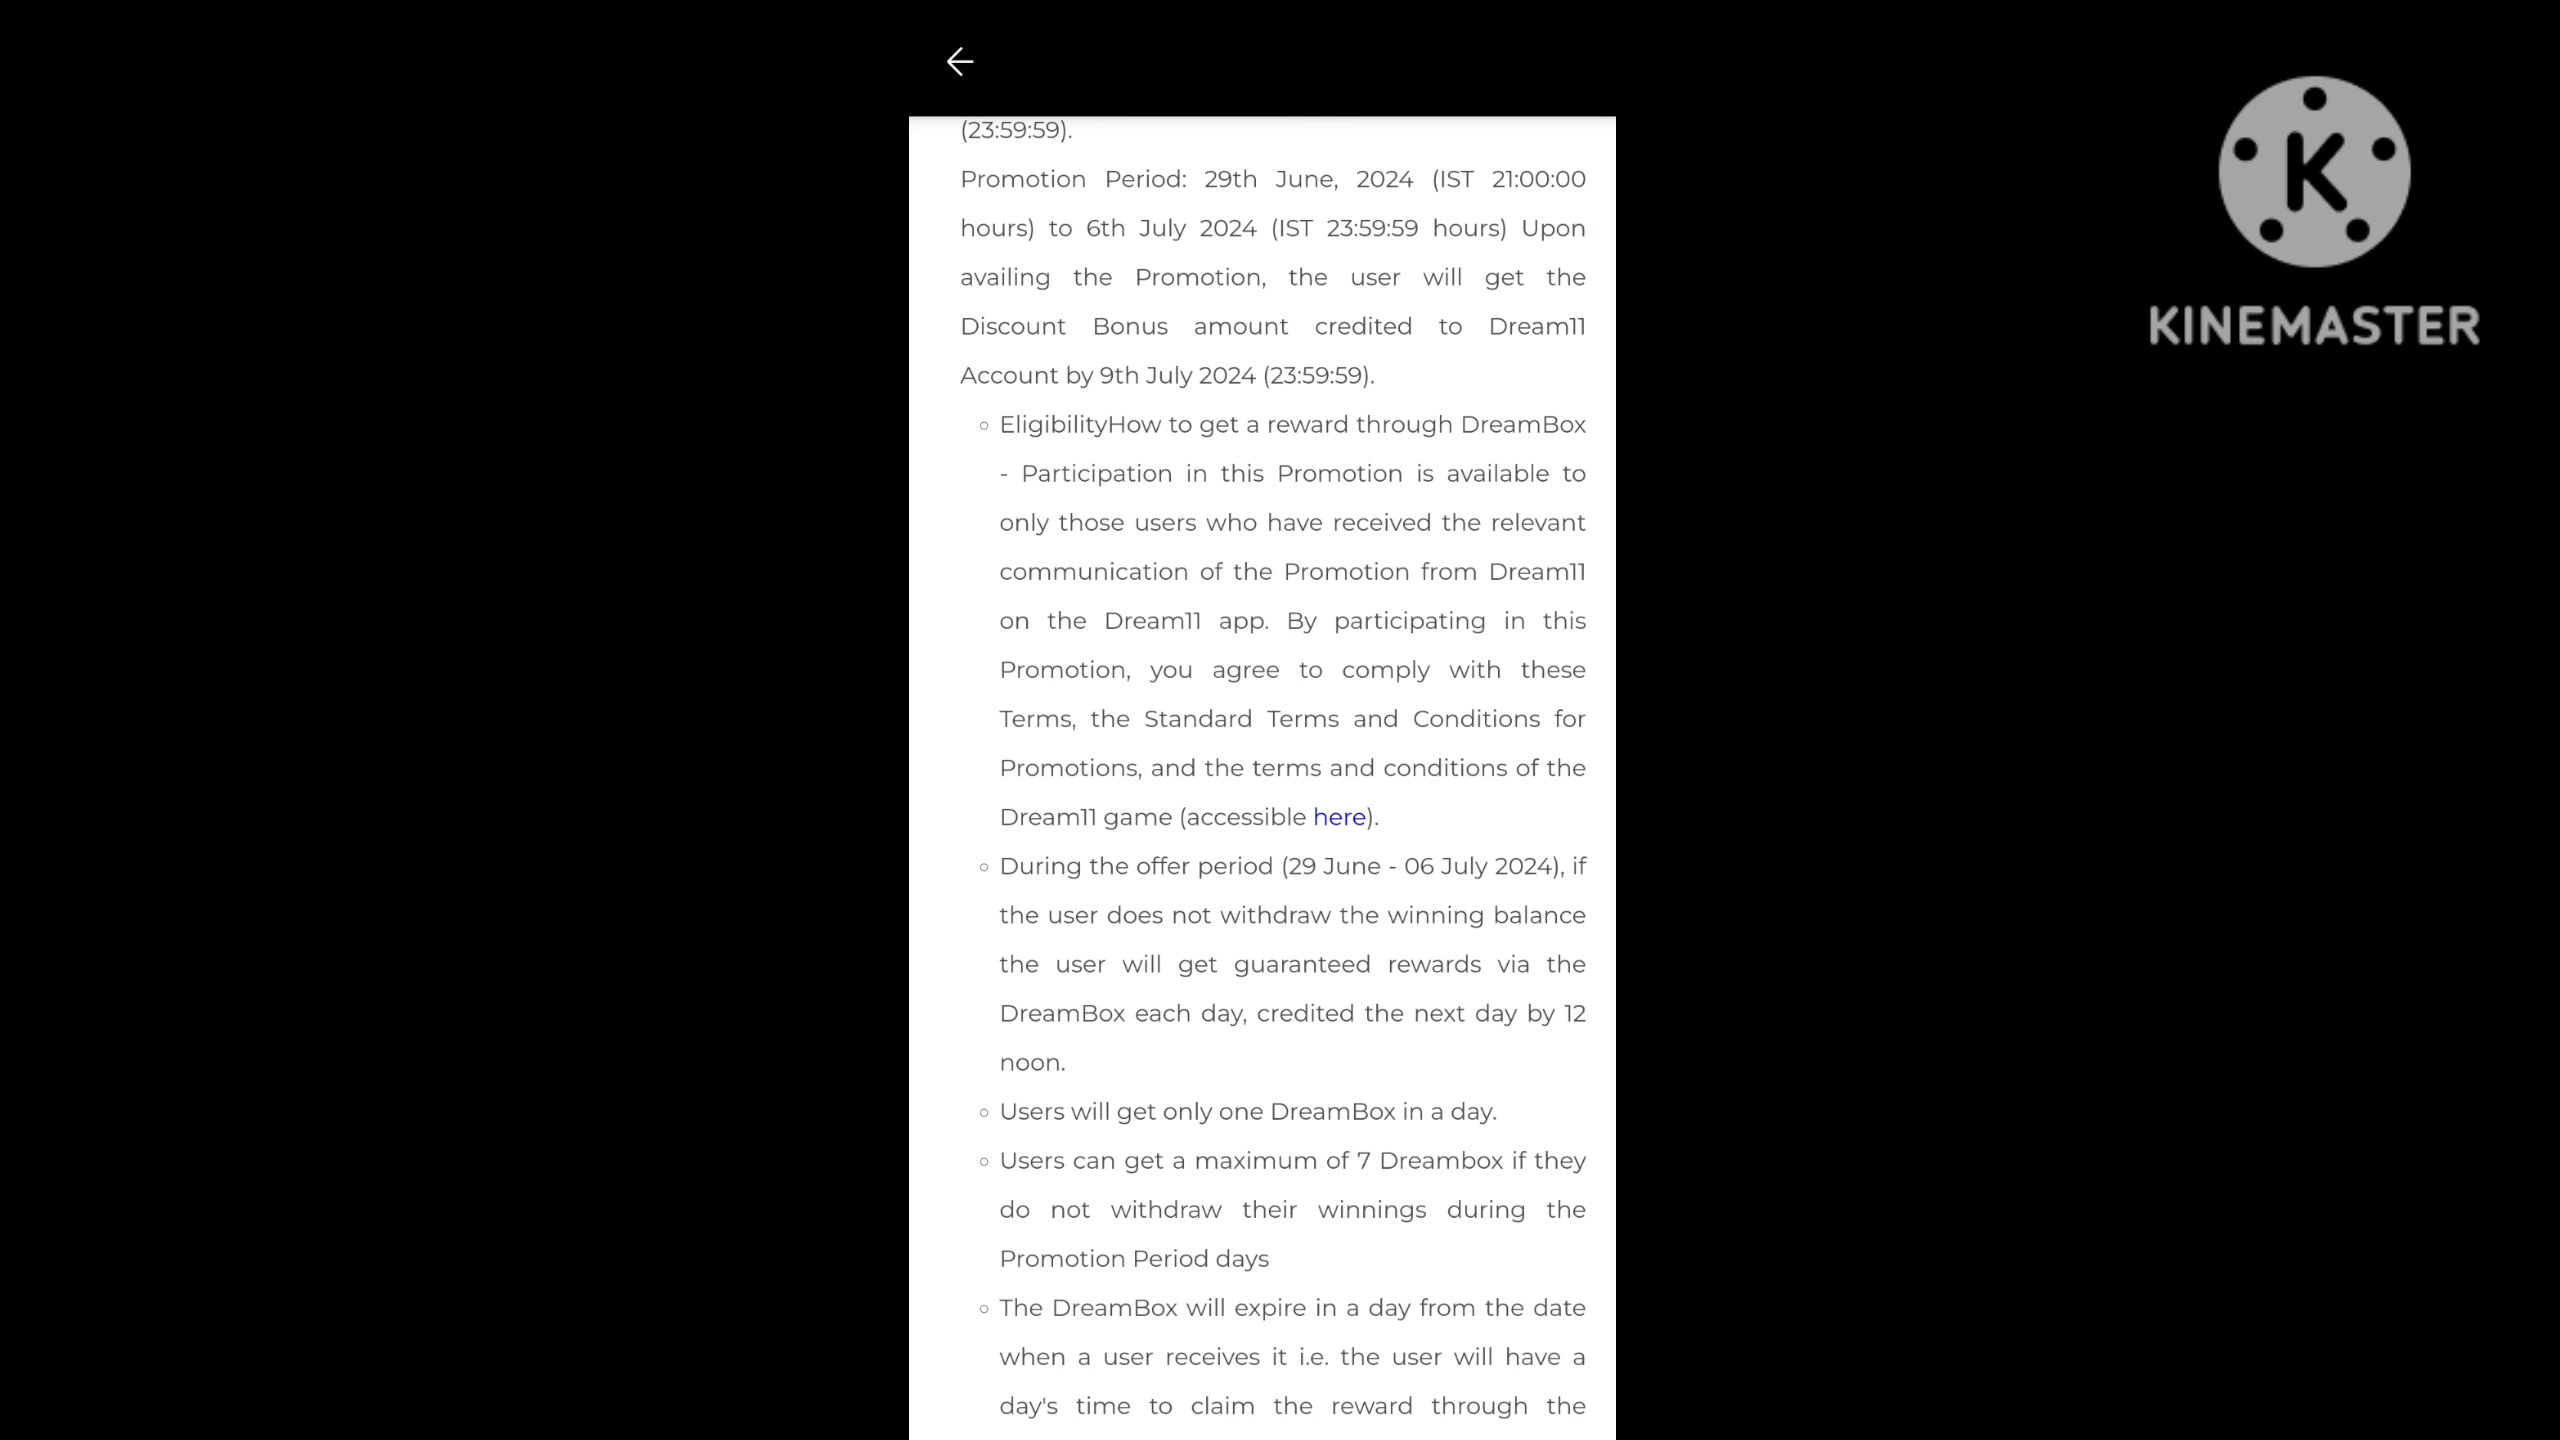 (23:59:59).
Promotion Period: 29th June, 2024 (IST 21:00:00
hours) to 6th July 2024 (IST 23:59:59 hours) Upon
availing the Promotion, the user will get the
Discount Bonus amount credited to Dream11
Account by 9th July 2024 (23:59:59).
EligibilityHow to get a reward through DreamBox
- Participation in this Promotion is available to
only those users who have received the relevant
communication of the Promotion from Dream11
on the Dream11 app. By participating in this
Promotion, you agree to comply with these
Terms, the Standard Terms and Conditions for
Promotions, and the terms and conditions of the
Dream11 game (accessible here).
During the offer period (29 June - 06 July 2024), if
the user does not withdraw the winning balance
the user will get guaranteed rewards via the
DreamBox each day, credited the next day by 12
noon.
Users will get only one DreamBox in a day.
Users can get a maximum of 7 Dreambox if they
do not withdraw their winnings during the
Promotion Period days
The DreamBox will expire in a day from the date
when a user receives it i.e. the user will have a
day's time to claim the reward through the
K
KINEMASTER